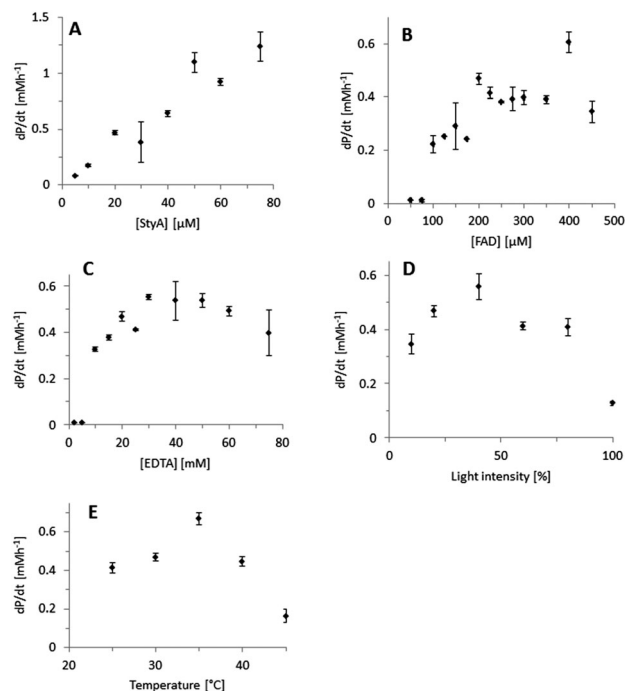 A
dP/dt [mMh⁻¹]
1.5
1
0.5
0
0 20 40 60 80
[StyA] [µM]
B
dP/dt [mMh⁻¹]
0.6
0.4
0.2
0
0 100 200 300 400 500
[FAD] [µM]
C
dP/dt [mMh⁻¹]
0.6
0.4
0.2
0
0 20 40 60 80
[EDTA] [mM]
D
dP/dt [mMh⁻¹]
0.6
0.4
0.2
0
0 50 100
Light intensity [%]
E
dP/dt [mMh⁻¹]
0.6
0.4
0.2
0
20 30 40
Temperature [°C]